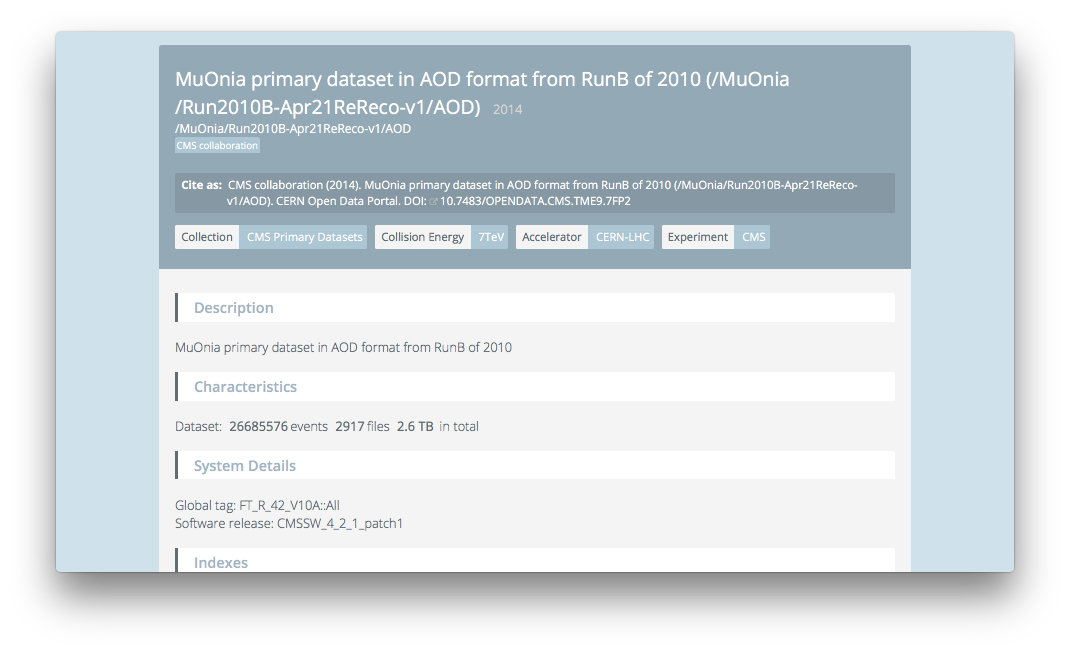 MuOnia primary dataset in AOD format from RunB of 2010 (/MuOnia
/Run2010B-Apr21ReReco-v1/AOD) 2014
/MuOnia/Run2010B-Apr21ReReco-v1/AOD
CMS collaboration
Cite as: CMS collaboration (2014). MuOnia primary dataset in AOD format from RunB of 2010 (/MuOnia/Run2010B-Apr21ReReco-
v1/AOD). CERN Open Data Portal. DOI: 10.7483/OPENDATA.CMS.TME9.7FP2
Collection CMS Primary Datasets Collision Energy 7TeV Accelerator CERN-LHC Experiment CMS
Description
MuOnia primary dataset in AOD format from RunB of 2010
Characteristics
Dataset: 26685576 events 2917 files 2.6 TB in total
System Details
Global tag: FT_R_42_V10A::All
Software release: CMSSW_4_2_1_patch1
Indexes